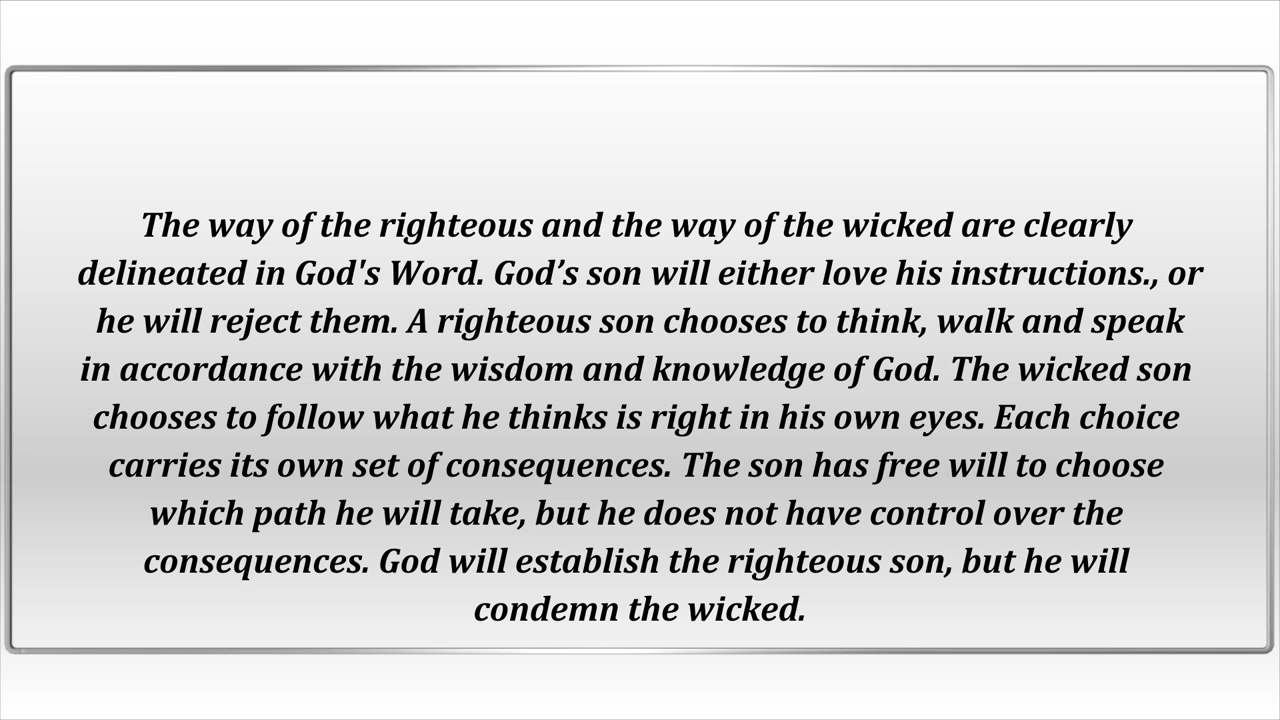 The way of the righteous and the way of the wicked are clearly
delineated in God's Word. God’s son will either love his instructions., or
he will reject them. A righteous son chooses to think, walk and speak
in accordance with the wisdom and knowledge of God. The wicked son
chooses to follow what he thinks is right in his own eyes. Each choice
carries its own set of consequences. The son has free will to choose
which path he will take, but he does not have control over the
consequences. God will establish the righteous son, but he will
condemn the wicked.